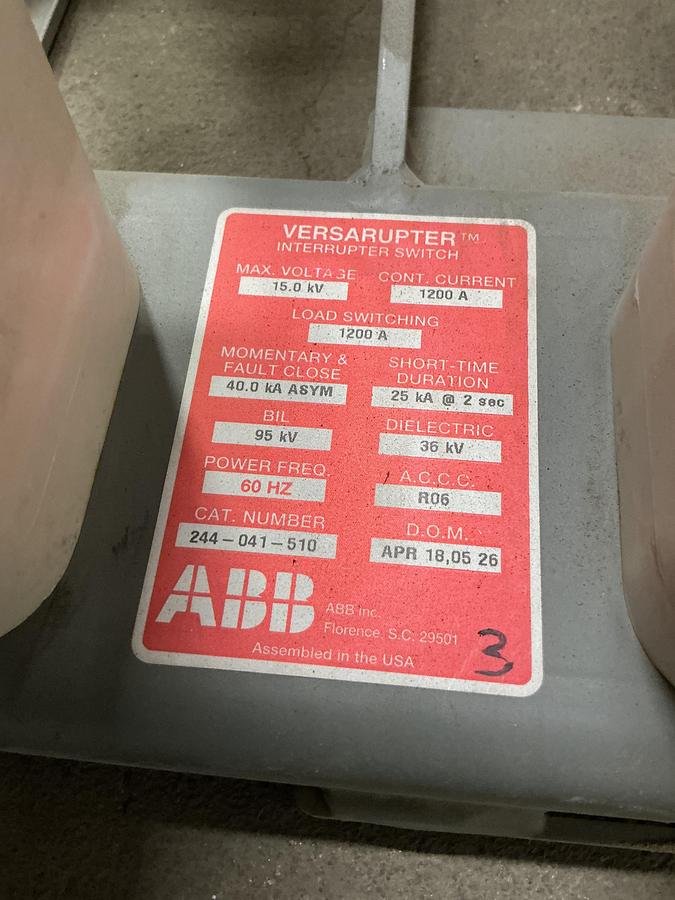 VERSARUPTER™
INTERRUPTER SWITCH
MAX. VOLTAGE CONT. CURRENT
15.0 kV 1200 A
LOAD SWITCHING
1200 A
MOMENTARY & FAULT CLOSE SHORT-TIME DURATION
40.0 kA ASYM 25 kA @ 2 sec
BIL DIELECTRIC
95 kV 36 kV
POWER FREQ. A.C.C.C.
60 HZ R06
CAT. NUMBER D.O.M.
244-041-510 APR 18,05 26
ABB ABB Inc.
Florence, S.C. 29501
Assembled in the USA 3